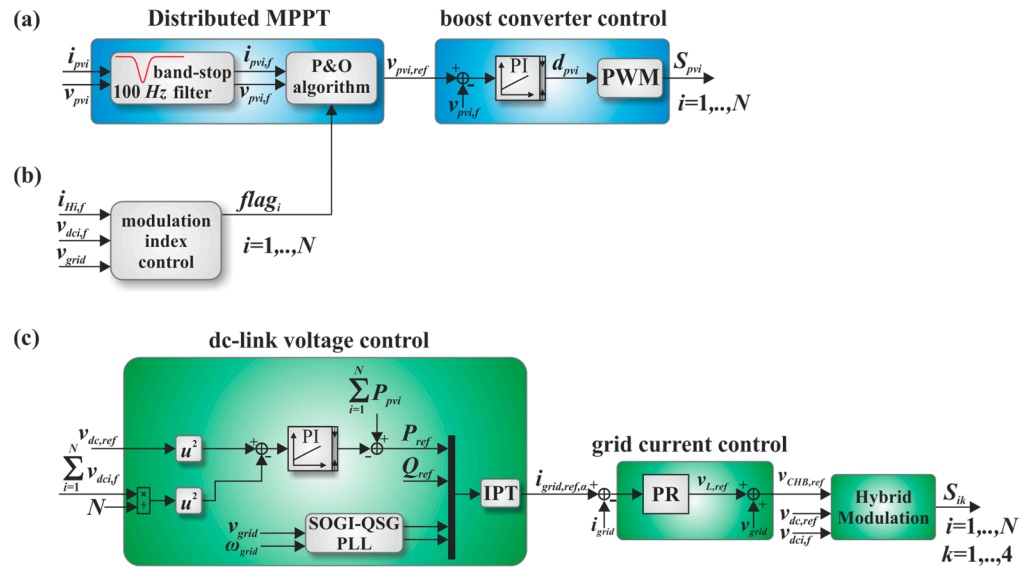 (a)
Distributed MPPT
boost converter control
i_pvi
v_pvi
band-stop
100 Hz filter
i_pvi,f
v_pvi,f
P&O
algorithm
v_pvi,ref
+
-
v_pvi,f
PI
d_pvi
PWM
S_pvi
i=1,..,N
(b)
i_Hi,f
v_dci,f
v_grid
modulation
index
control
flag_i
i=1,..,N
(c)
dc-link voltage control
v_dc,ref
N
∑ v_dci,f
i=1
N
×
÷
u²
u²
+
-
PI
N
∑ P_pvi
i=1
+
-
P_ref
Q_ref
v_grid
ω_grid
SOGI-QSG
PLL
IPT
i_grid,ref,α
+
-
i_grid
grid current control
PR
v_L,ref
+
+
v_grid
v_CHB,ref
v_dc,ref
v_dci,f
Hybrid
Modulation
S_ik
i=1,..,N
k=1,..,4